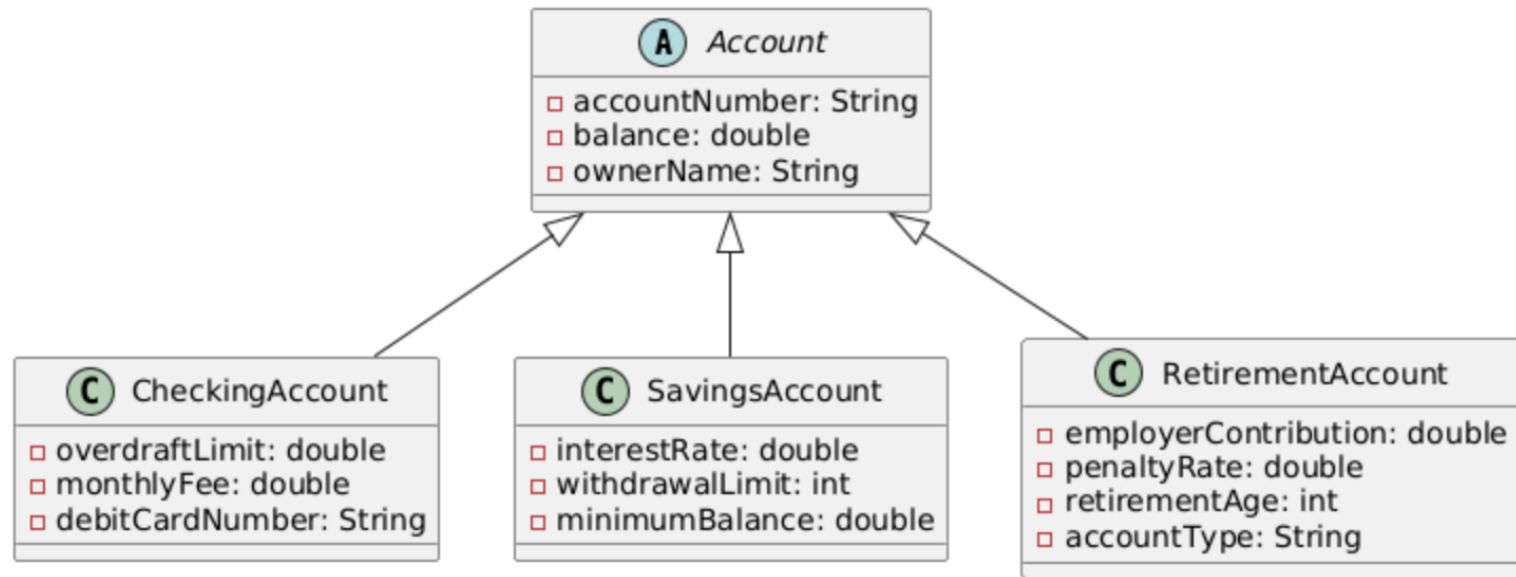 A Account
accountNumber: String
balance: double
ownerName: String
C CheckingAccount
overdraftLimit: double
monthlyFee: double
debitCardNumber: String
C SavingsAccount
interestRate: double
withdrawalLimit: int
minimumBalance: double
C RetirementAccount
employerContribution: double
penaltyRate: double
retirementAge: int
accountType: String